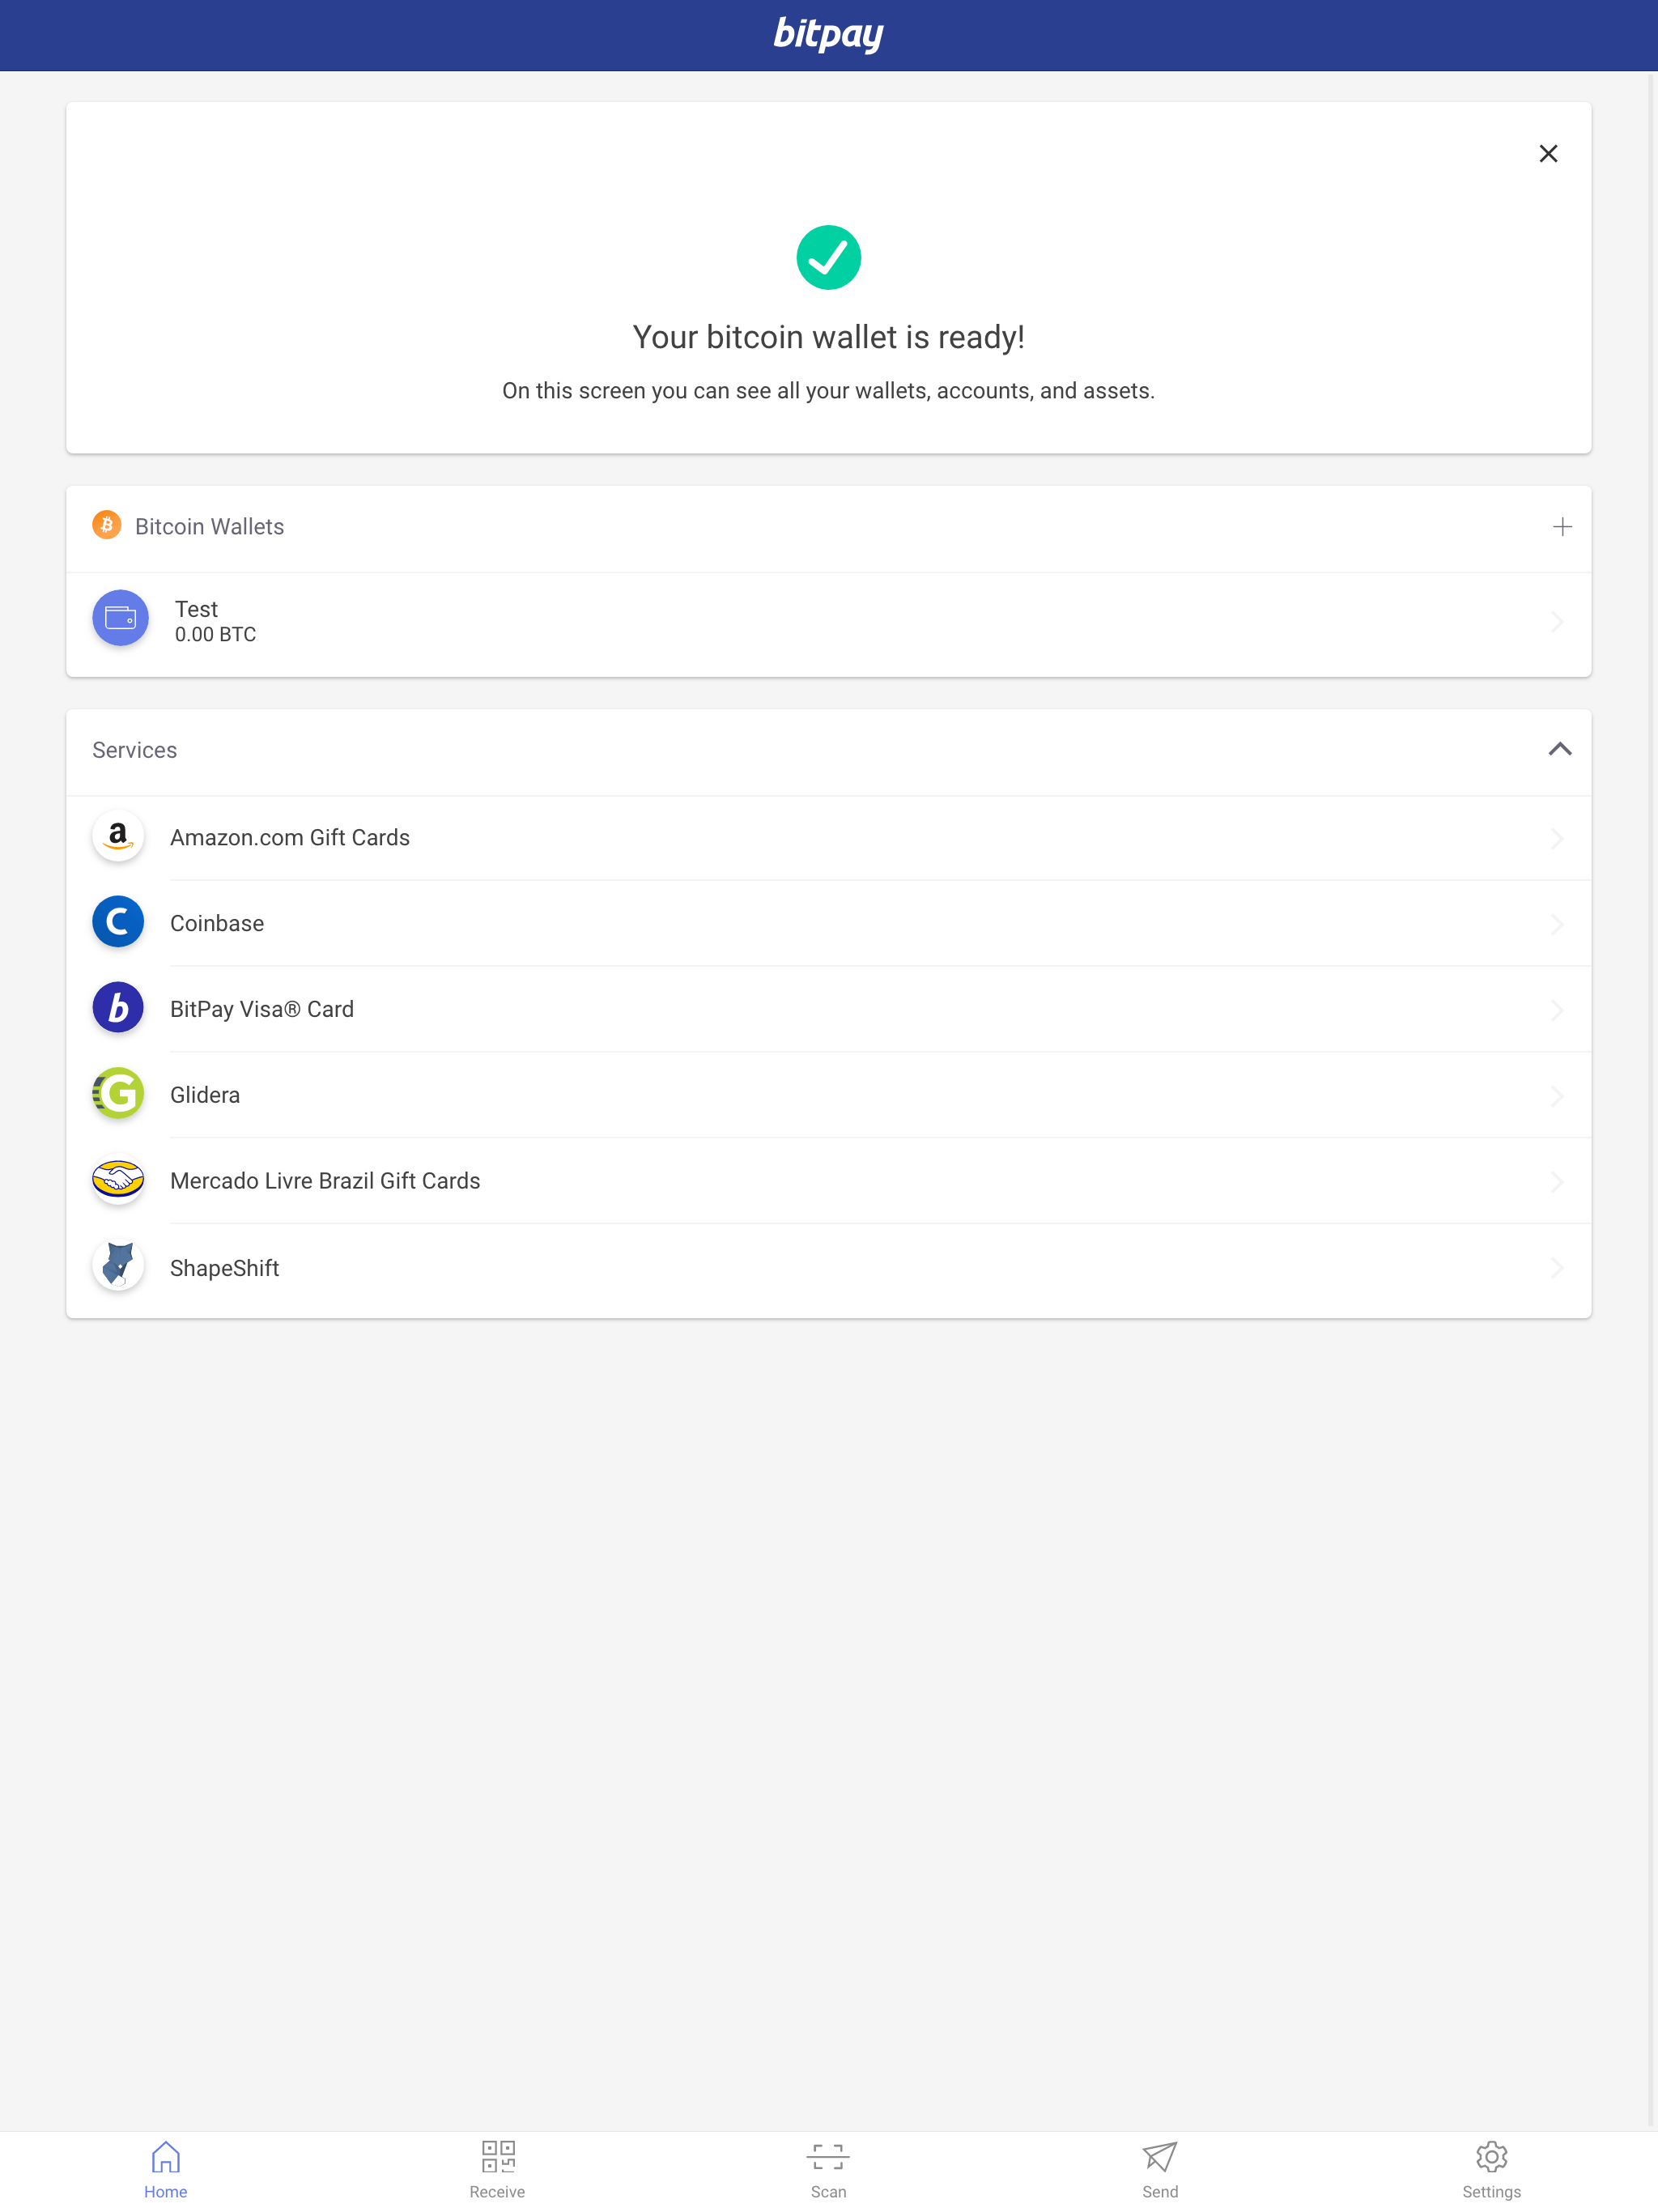 bitpay
Your bitcoin wallet is ready!
On this screen you can see all your wallets, accounts, and assets.
Bitcoin Wallets
Test
0.00 BTC
Services
Amazon.com Gift Cards
Coinbase
BitPay Visa® Card
Glidera
Mercado Livre Brazil Gift Cards
ShapeShift
Home
Receive
Scan
Send
Settings